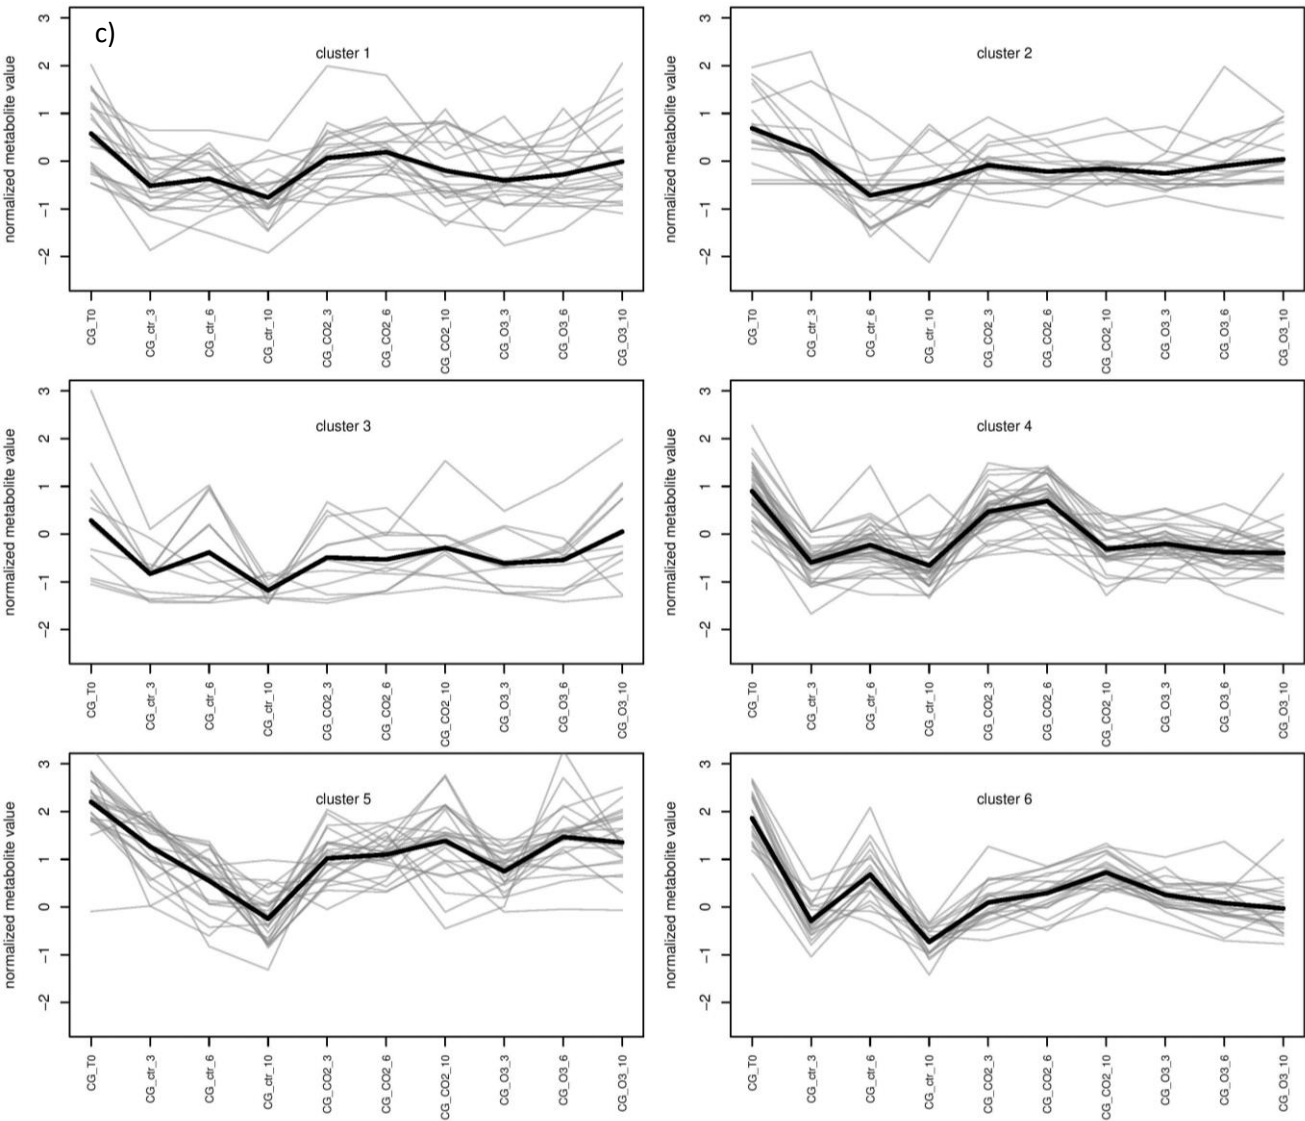 c)
cluster 1
normalized metabolite value
3
2
1
0
−1
−2
CG_T0
CG_ctr_3
CG_ctr_6
CG_ctr_10
CG_CO2_3
CG_CO2_6
CG_CO2_10
CG_O3_3
CG_O3_6
CG_O3_10
cluster 2
normalized metabolite value
3
2
1
0
−1
−2
CG_T0
CG_ctr_3
CG_ctr_6
CG_ctr_10
CG_CO2_3
CG_CO2_6
CG_CO2_10
CG_O3_3
CG_O3_6
CG_O3_10
cluster 3
normalized metabolite value
3
2
1
0
−1
−2
CG_T0
CG_ctr_3
CG_ctr_6
CG_ctr_10
CG_CO2_3
CG_CO2_6
CG_CO2_10
CG_O3_3
CG_O3_6
CG_O3_10
cluster 4
normalized metabolite value
3
2
1
0
−1
−2
CG_T0
CG_ctr_3
CG_ctr_6
CG_ctr_10
CG_CO2_3
CG_CO2_6
CG_CO2_10
CG_O3_3
CG_O3_6
CG_O3_10
cluster 5
normalized metabolite value
3
2
1
0
−1
−2
CG_T0
CG_ctr_3
CG_ctr_6
CG_ctr_10
CG_CO2_3
CG_CO2_6
CG_CO2_10
CG_O3_3
CG_O3_6
CG_O3_10
cluster 6
normalized metabolite value
3
2
1
0
−1
−2
CG_T0
CG_ctr_3
CG_ctr_6
CG_ctr_10
CG_CO2_3
CG_CO2_6
CG_CO2_10
CG_O3_3
CG_O3_6
CG_O3_10